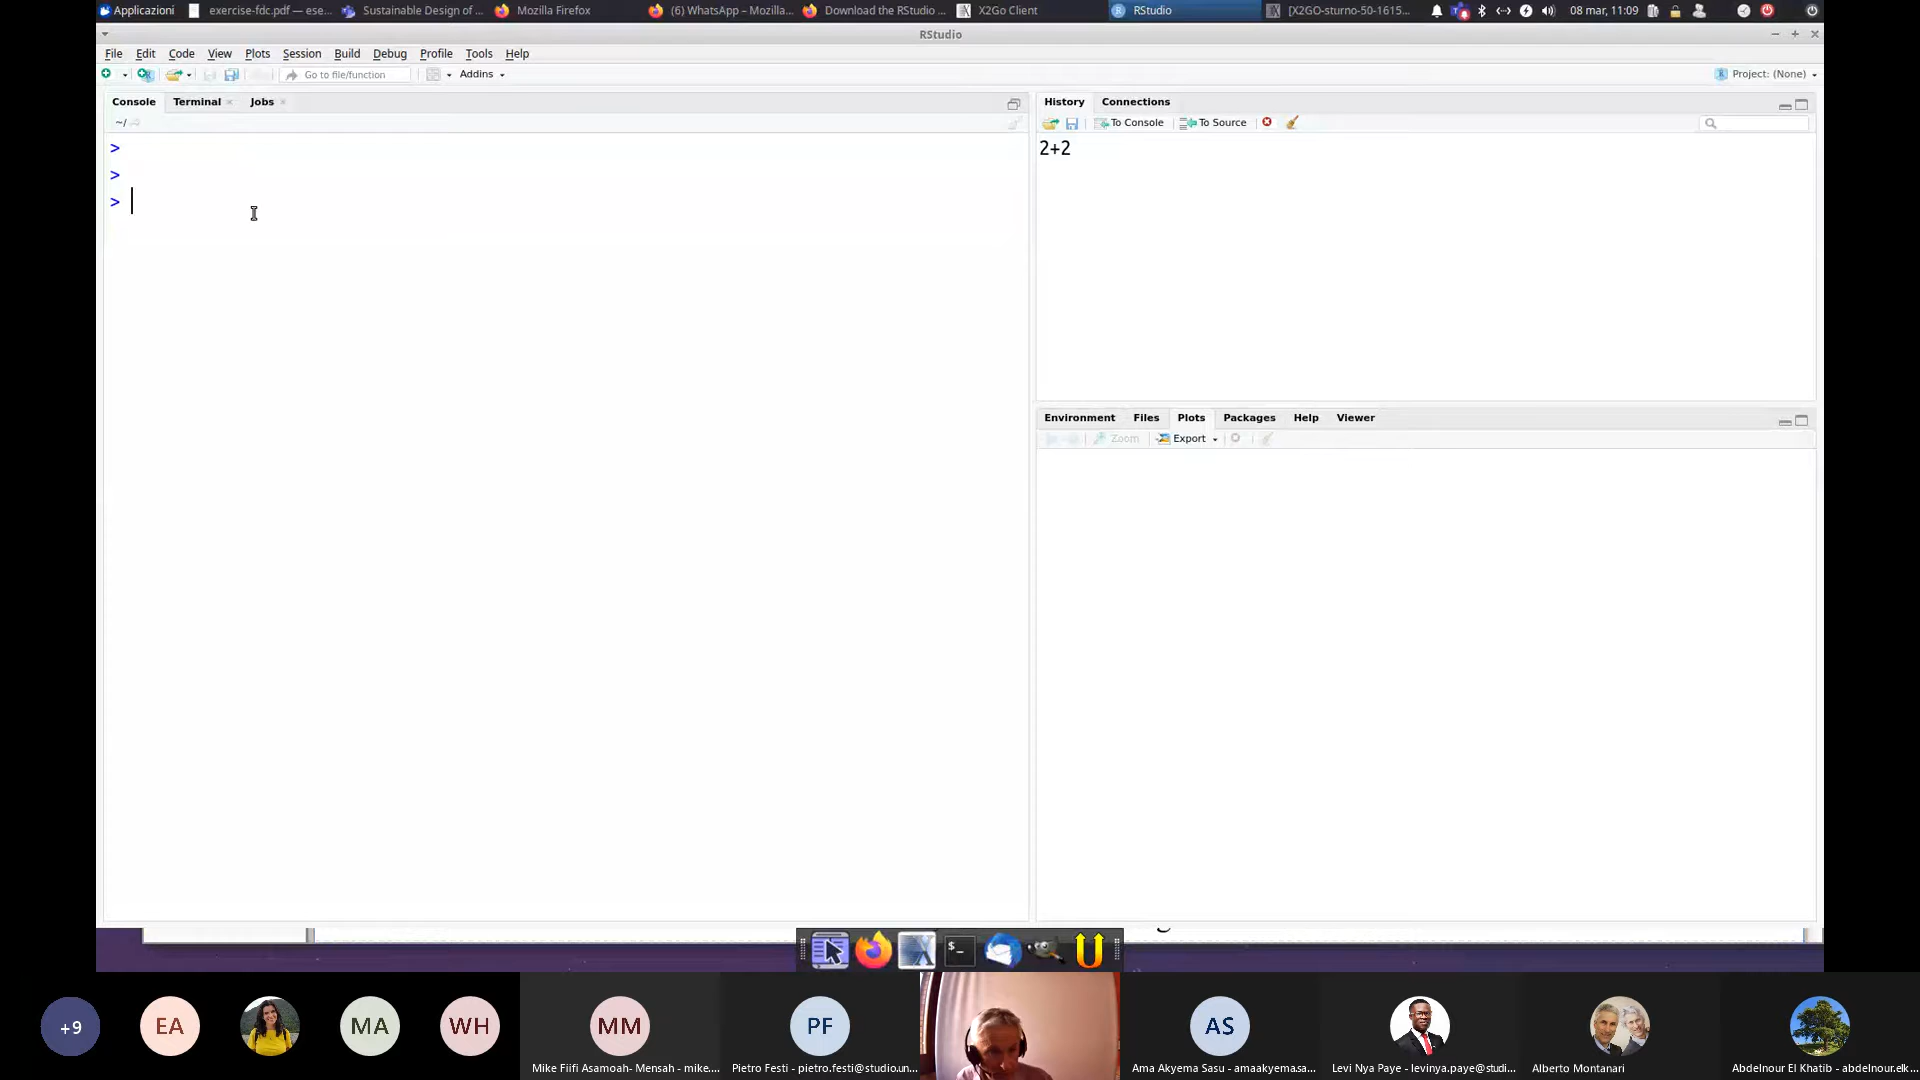 Applicazioni
exercise-fdc.pdf — ese...
Sustainable Design of ...
Mozilla Firefox
(6) WhatsApp – Mozilla...
Download the RStudio ...
X2Go Client
RStudio
[X2GO-sturno-50-1615...
08 mar, 11:09
RStudio
File Edit Code View Plots Session Build Debug Profile Tools Help
Go to file/function
Addins
Project: (None)
Console Terminal Jobs
~/
>
>
>
History Connections
To Console To Source
2+2
Environment Files Plots Packages Help Viewer
Zoom Export
$_
+9
EA
MA
WH
MM
PF
AS
Mike Fiifi Asamoah- Mensah - mike....
Pietro Festi - pietro.festi@studio.un...
Ama Akyema Sasu - amaakyema.sa...
Levi Nya Paye - levinya.paye@studi...
Alberto Montanari
Abdelnour El Khatib - abdelnour.elk...